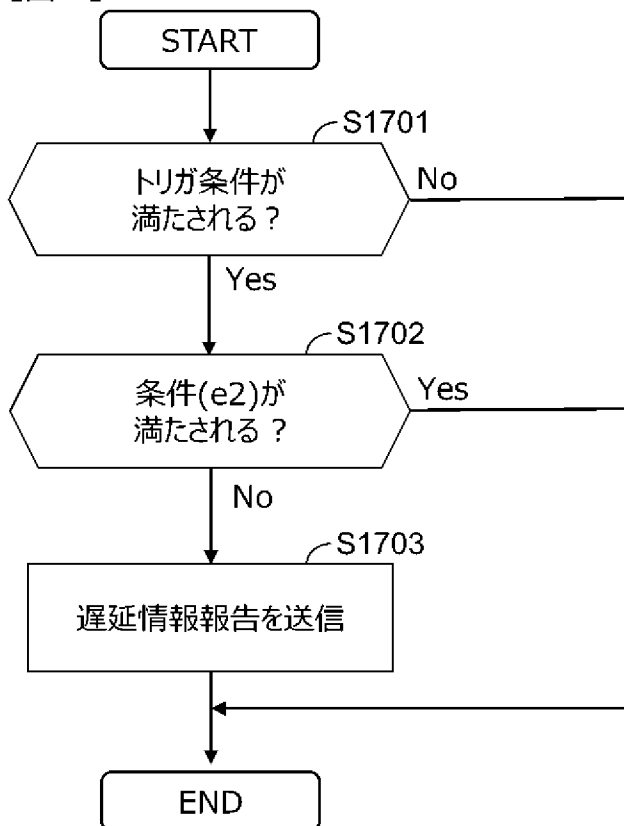 START
S1701
トリガ条件が
満たされる？
No
Yes
S1702
条件(e2)が
満たされる？
Yes
No
S1703
遅延情報報告を送信
END